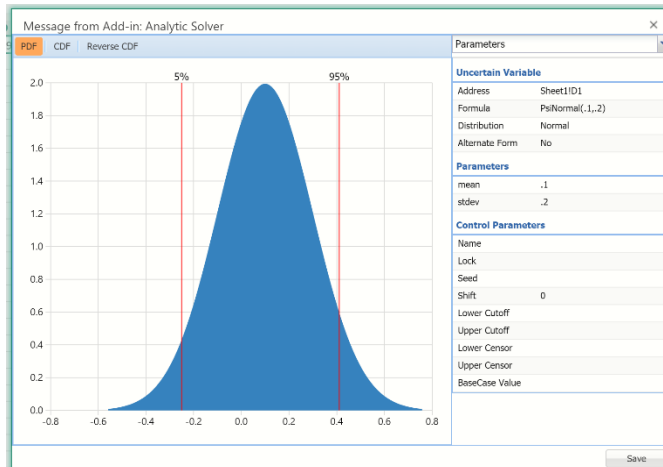 Message from Add-in: Analytic Solver
PDF CDF Reverse CDF
Parameters
5% 95%
2.0
1.8
1.6
1.4
1.2
1.0
0.8
0.6
0.4
0.2
0.0
-0.8 -0.6 -0.4 -0.2 0.0 0.2 0.4 0.6 0.8
Uncertain Variable
Address Sheet1!D1
Formula PsiNormal(.1,.2)
Distribution Normal
Alternate Form No
Parameters
mean .1
stdev .2
Control Parameters
Name
Lock
Seed
Shift 0
Lower Cutoff
Upper Cutoff
Lower Censor
Upper Censor
BaseCase Value
Save